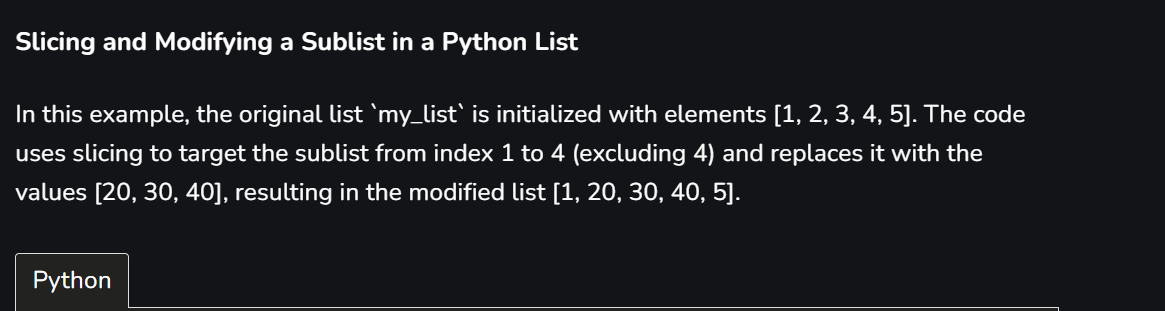 Slicing and Modifying a Sublist in a Python List
In this example, the original list `my_list` is initialized with elements [1, 2, 3, 4, 5]. The code
uses slicing to target the sublist from index 1 to 4 (excluding 4) and replaces it with the
values [20, 30, 40], resulting in the modified list [1, 20, 30, 40, 5].
Python